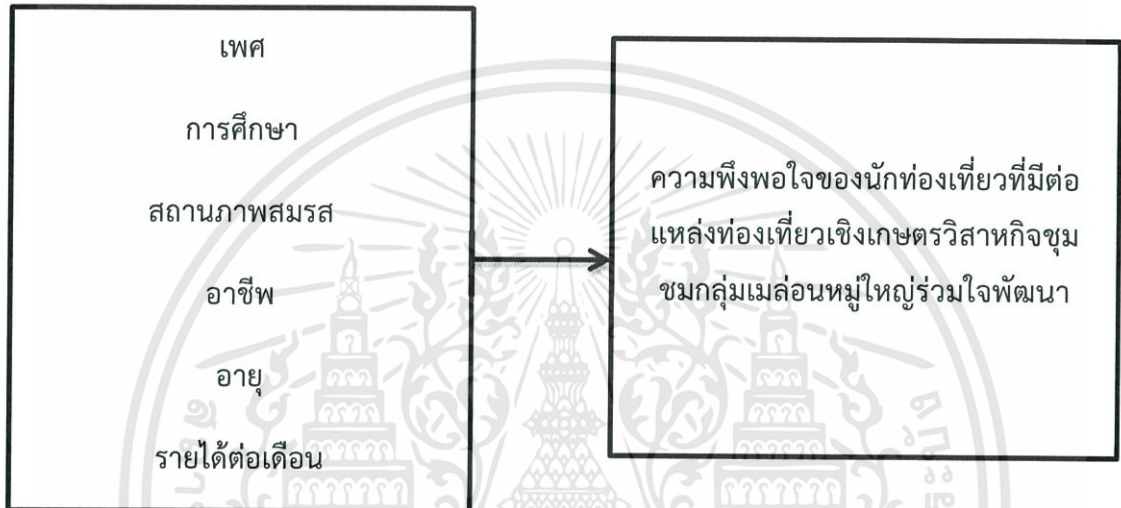 เพศ
การศึกษา
สถานภาพสมรส
อาชีพ
อายุ
รายได้ต่อเดือน
ความพึงพอใจของนักท่องเที่ยวที่มีต่อ
แหล่งท่องเที่ยวเชิงเกษตรวิสาหกิจชุม
ชมกลุ่มเมล่อนหมู่ใหญ่ร่วมใจพัฒนา